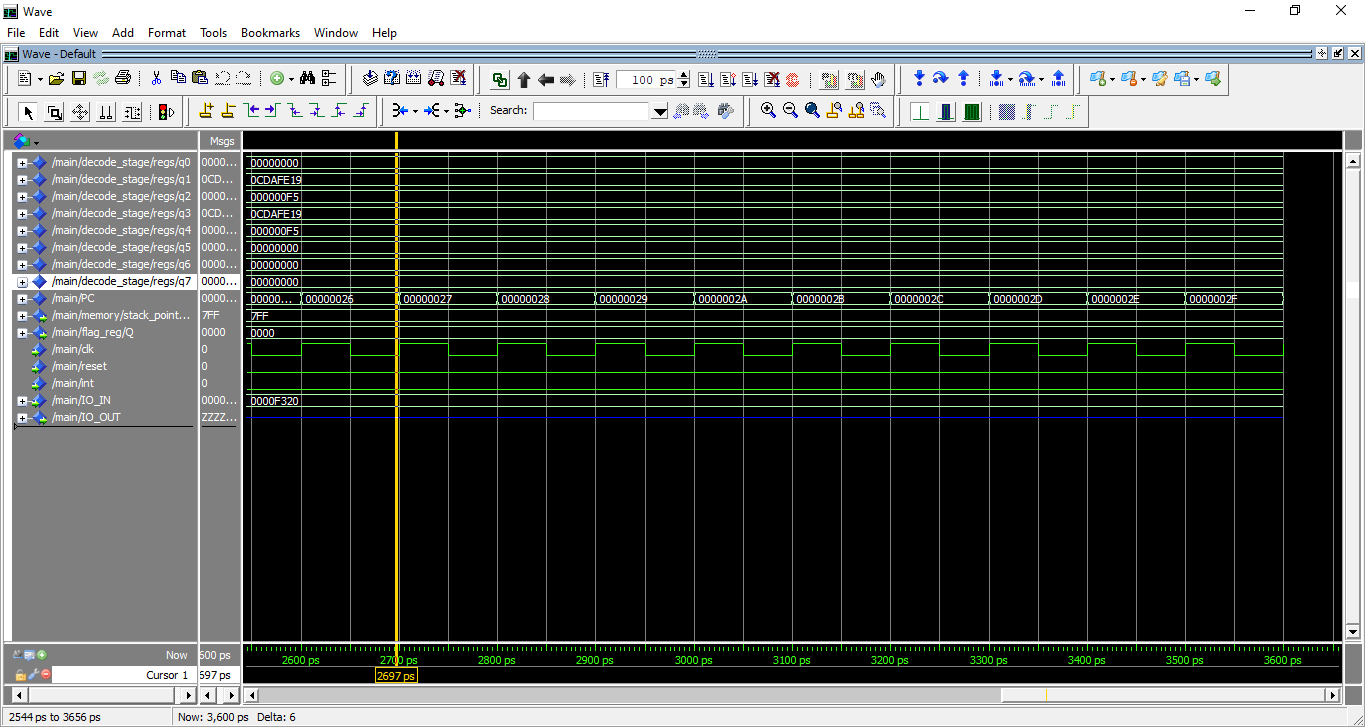 Wave
File Edit View Add Format Tools Bookmarks Window Help
Wave - Default
100 ps
Search:
Msgs
/main/decode_stage/regs/q0 0000... 00000000
/main/decode_stage/regs/q1 0CD... 0CDAFE19
/main/decode_stage/regs/q2 0000... 000000F5
/main/decode_stage/regs/q3 0CD... 0CDAFE19
/main/decode_stage/regs/q4 0000... 000000F5
/main/decode_stage/regs/q5 0000... 00000000
/main/decode_stage/regs/q6 0000... 00000000
/main/decode_stage/regs/q7 0000... 00000000
/main/PC 0000... 00000... 00000026 00000027 00000028 00000029 0000002A 0000002B 0000002C 0000002D 0000002E 0000002F
/main/memory/stack_point... 7FF 7FF
/main/flag_reg/Q 0000 0000
/main/clk 0
/main/reset 0
/main/int 0
/main/IO_IN 0000... 0000F320
/main/IO_OUT ZZZZ...
Now 600 ps 2600 ps 2700 ps 2800 ps 2900 ps 3000 ps 3100 ps 3200 ps 3300 ps 3400 ps 3500 ps 3600 ps
Cursor 1 697 ps 2697 ps
2544 ps to 3656 ps Now: 3,600 ps Delta: 6